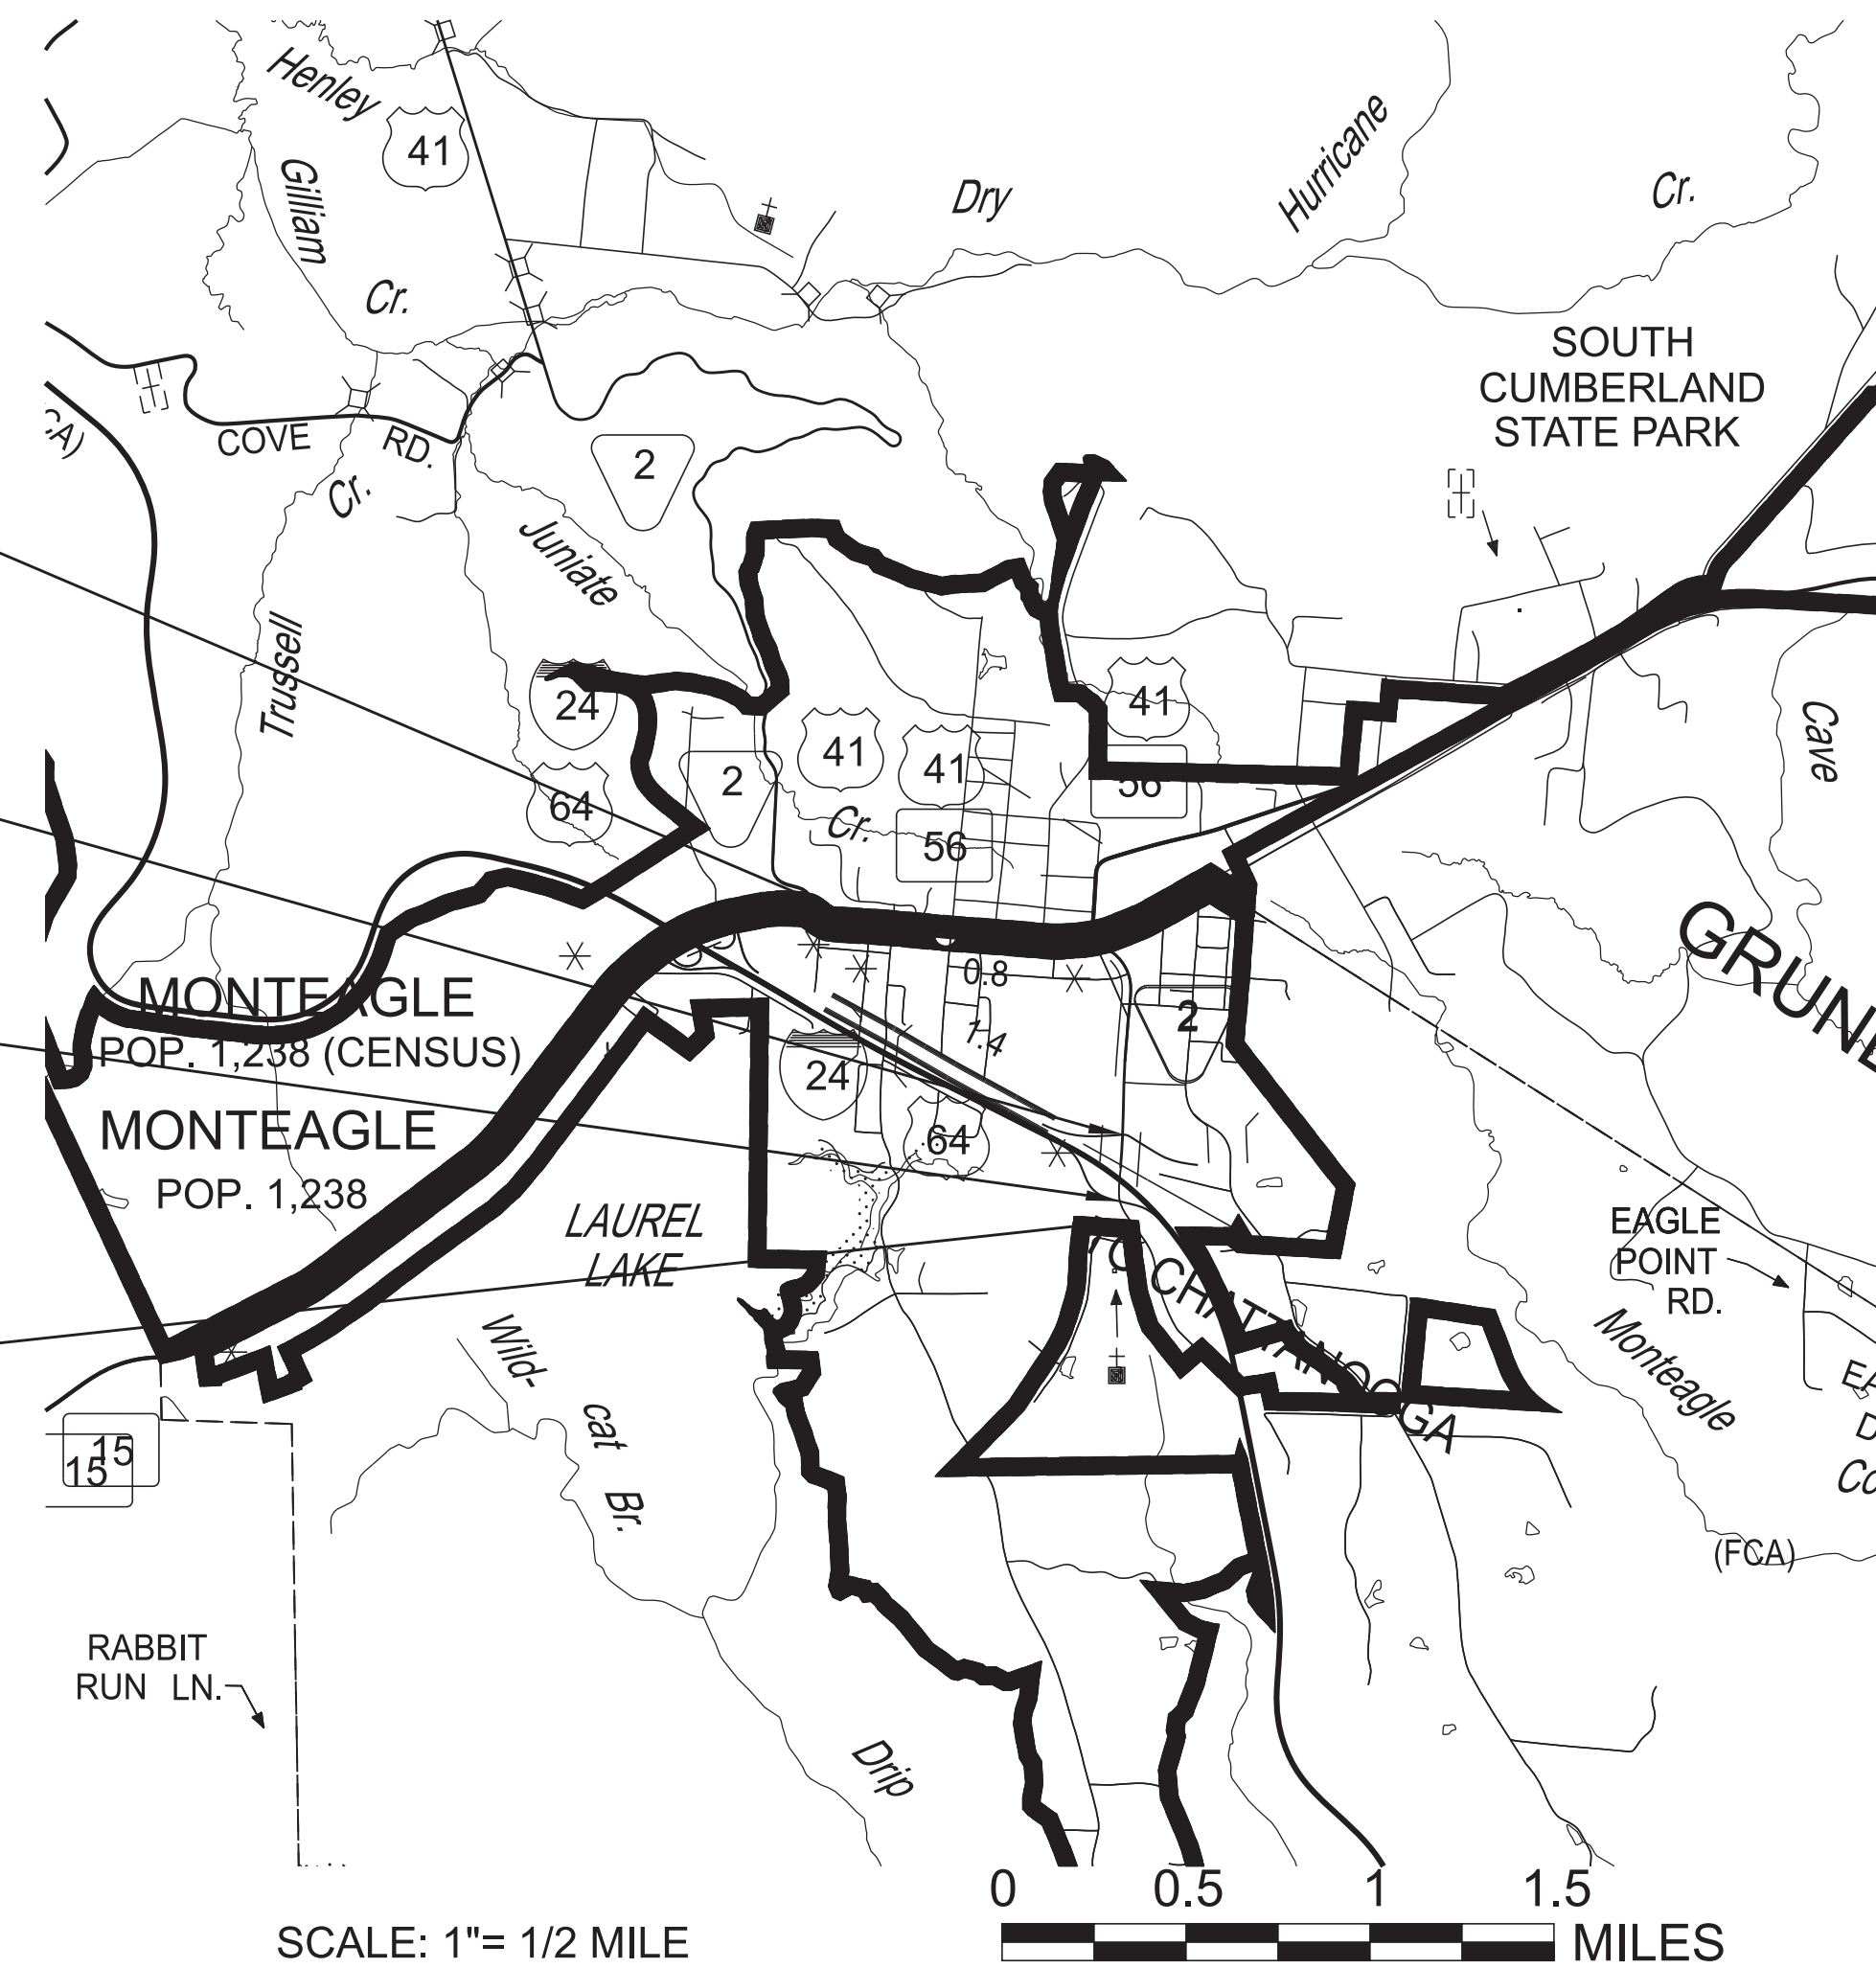 Henley
41
Gilliam
Cr.
Dry
Hurricane
Cr.
SOUTH
CUMBERLAND
STATE PARK
COVE RD.
Cr.
2
Juniate
Trussell
24
64
2
41
41
41
56
56
Cr.
Cave
MONTEAGLE
POP. 1,238 (CENSUS)
MONTEAGLE
POP. 1,238
0.8
1.4
2
24
64
LAUREL
LAKE
TO CHATTANOOGA
EAGLE
POINT
RD.
Monteagle
Wild-
cat
Br.
15
15
(FCA)
RABBIT
RUN LN.
Drip
0 0.5 1 1.5
SCALE: 1"= 1/2 MILE
MILES